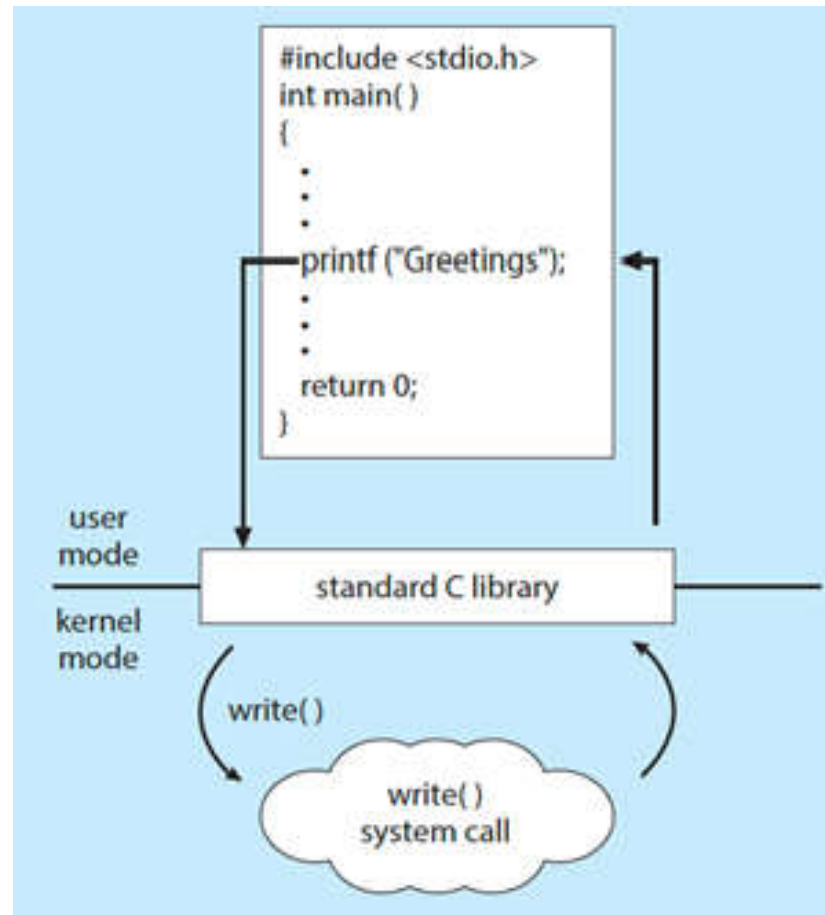 #include <stdio.h>
int main( )
{
•
•
•
printf ("Greetings");
•
•
•
return 0;
}
user
mode
standard C library
kernel
mode
write( )
write( )
system call